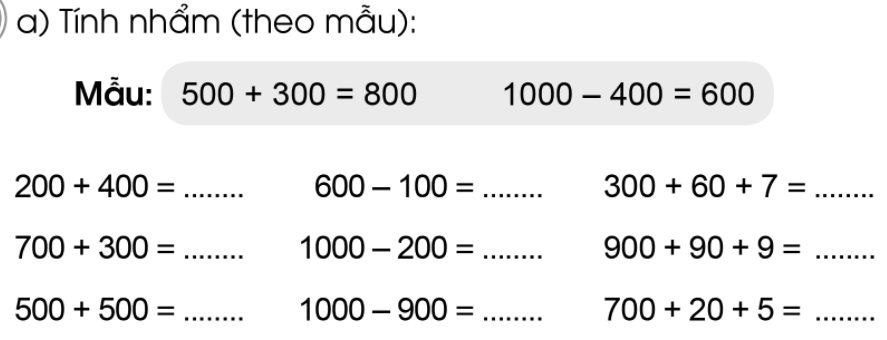 a) Tính nhẩm (theo mẫu):
Mẫu: 500 + 300 = 800 1000 – 400 = 600
200 + 400 = ........ 600 – 100 = ........ 300 + 60 + 7 = ........
700 + 300 = ........ 1000 – 200 = ........ 900 + 90 + 9 = ........
500 + 500 = ........ 1000 – 900 = ........ 700 + 20 + 5 = ........